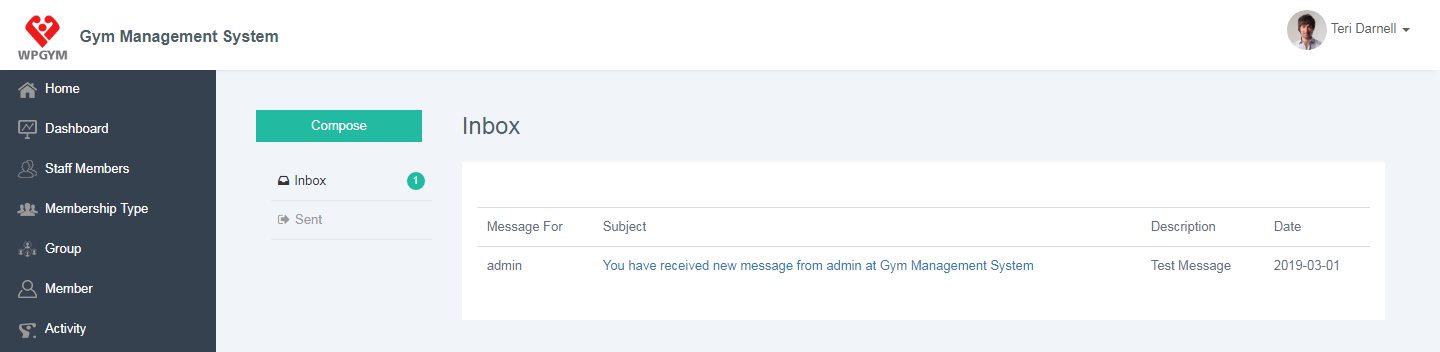 WPGYM
Gym Management System
Teri Darnell
Home
Dashboard
Staff Members
Membership Type
Group
Member
Activity
Compose
Inbox 1
Sent
Inbox
Message For Subject Description Date
admin You have received new message from admin at Gym Management System Test Message 2019-03-01